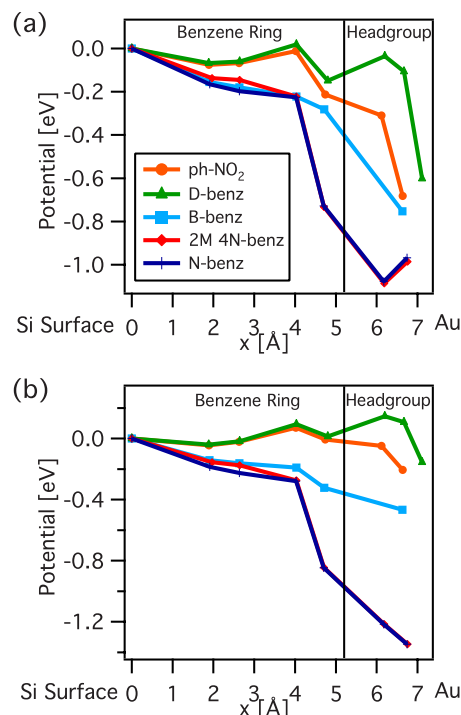 (a)
Benzene Ring Headgroup
0.0
-0.2
-0.4
-0.6
-0.8
-1.0
Potential [eV]
ph-NO₂
D-benz
B-benz
2M 4N-benz
N-benz
Si Surface 0 1 2 3 4 5 6 7 Au
x [Å]
(b)
Benzene Ring Headgroup
0.0
-0.4
-0.8
-1.2
Potential [eV]
Si Surface 0 1 2 3 4 5 6 7 Au
x [Å]